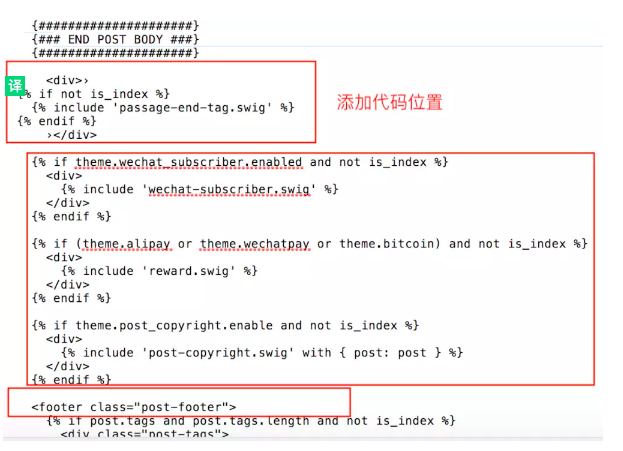 {#####################}
{### END POST BODY ###}
{#####################}
<div>›
译
{% if not is_index %}
{% include 'passage-end-tag.swig' %}
添加代码位置
{% endif %}
›</div>
{% if theme.wechat_subscriber.enabled and not is_index %}
<div>
{% include 'wechat-subscriber.swig' %}
</div>
{% endif %}
{% if (theme.alipay or theme.wechatpay or theme.bitcoin) and not is_index %}
<div>
{% include 'reward.swig' %}
</div>
{% endif %}
{% if theme.post_copyright.enable and not is_index %}
<div>
{% include 'post-copyright.swig' with { post: post } %}
</div>
{% endif %}
<footer class="post-footer">
{% if post.tags and post.tags.length and not is_index %}
<div class="post-tags">